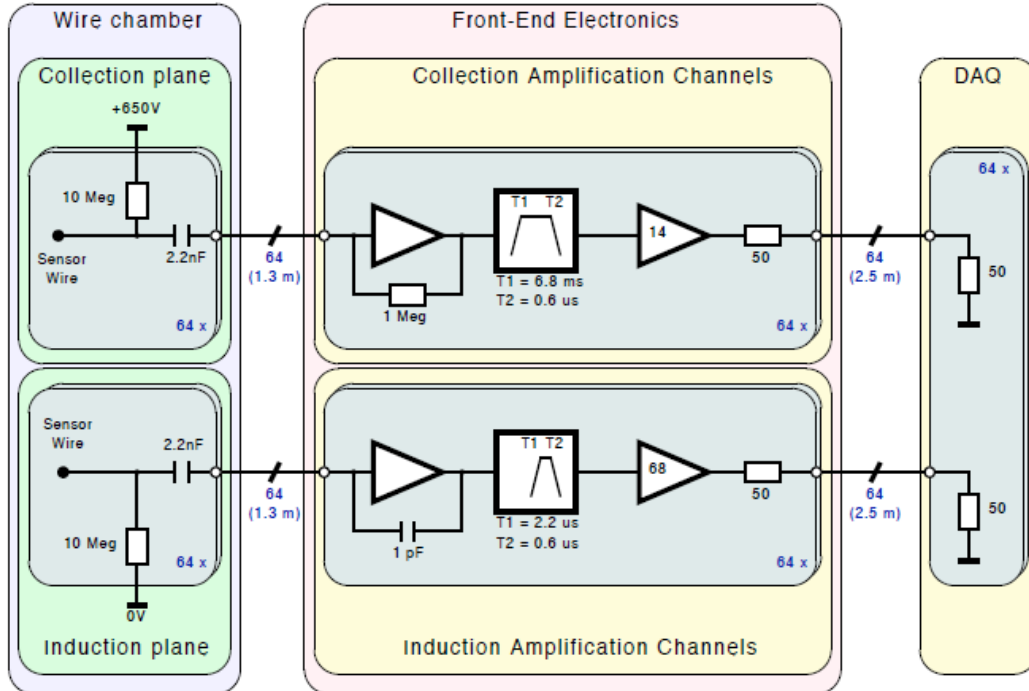 Wire chamber
Front-End Electronics
Collection plane
Collection Amplification Channels
DAQ
+650V
10 Meg
Sensor
Wire
2.2nF
64 x
64
(1.3 m)
1 Meg
T1 T2
T1 = 6.8 ms
T2 = 0.6 us
14
50
64 x
64
(2.5 m)
64 x
50
Sensor
Wire
2.2nF
10 Meg
0V
64 x
64
(1.3 m)
1 pF
T1 T2
T1 = 2.2 us
T2 = 0.6 us
68
50
64 x
64
(2.5 m)
50
Induction plane
Induction Amplification Channels